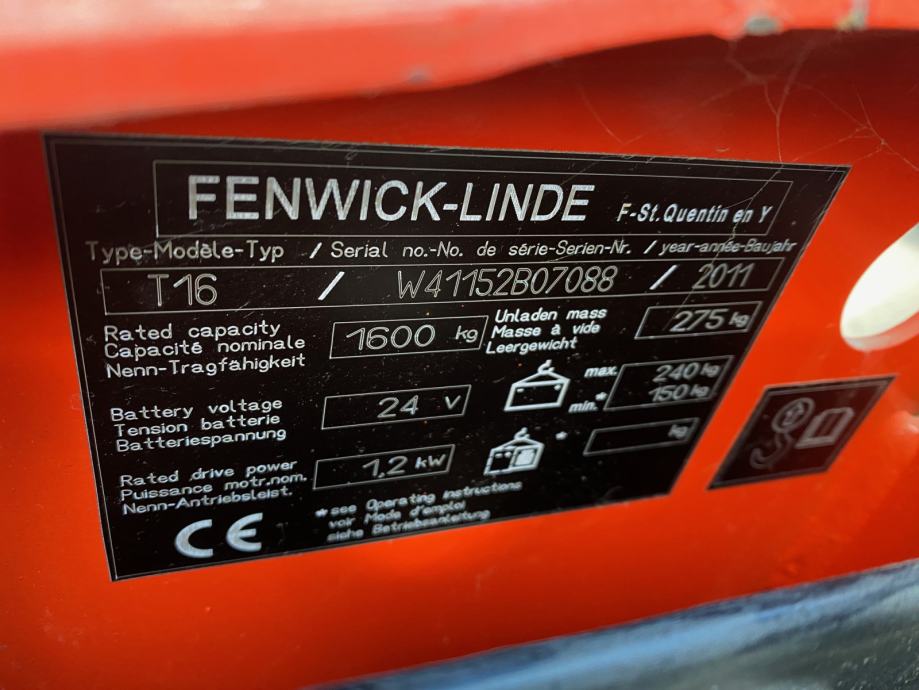 FENWICK-LINDE F-St.Quentin en Y
Type-Modèle-Typ / Serial no.-No. de série-Serien-Nr. / year-année-Baujahr
T16 / W41152B07088 / 2011
Rated capacity
Capacité nominale
Nenn-Tragfähigkeit
1600 kg
Unladen mass
Masse à vide
Leergewicht
275 kg
Battery voltage
Tension batterie
Batteriespannung
24 V
max. 240 kg
min.* 150 kg
Rated drive power
Puissance motr.nom.
Nenn-Antriebsleist.
1,2 kW
* kg
CE
*see Operating instructions
voir Mode d'emploi
siehe Betriebsanleitung